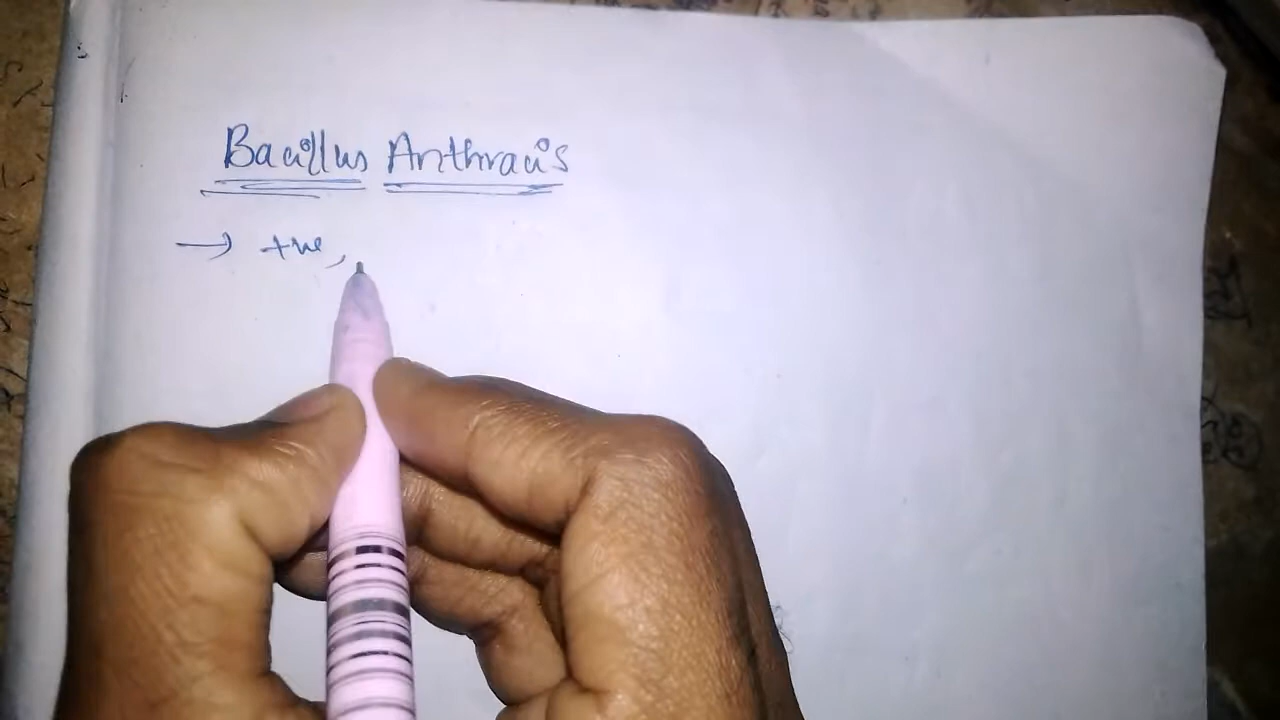 Bacillus Anthracis
→ +ve,